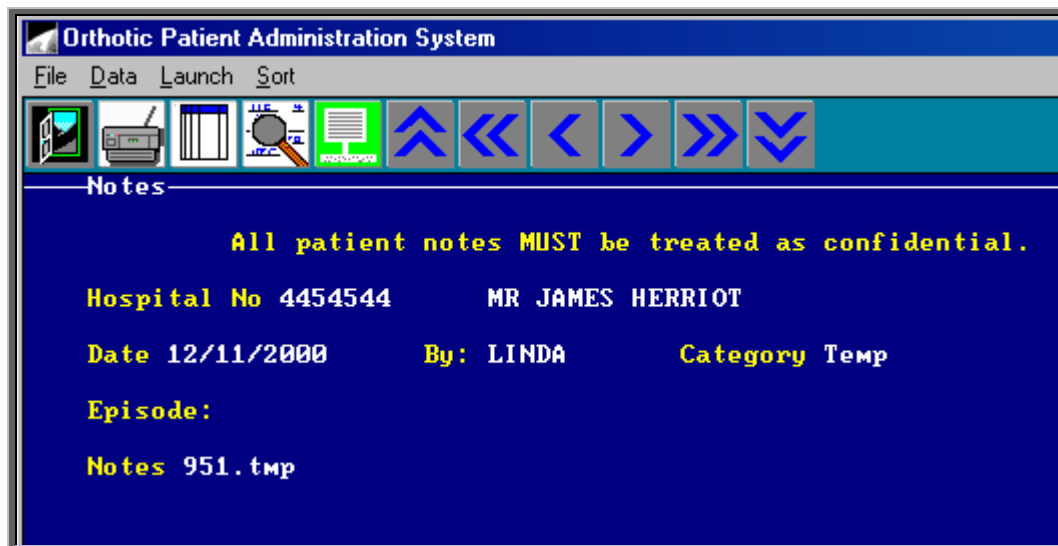 Orthotic Patient Administration System
File Data Launch Sort
Notes
All patient notes MUST be treated as confidential.
Hospital No 4454544 MR JAMES HERRIOT
Date 12/11/2000 By: LINDA Category Temp
Episode:
Notes 951.tmp